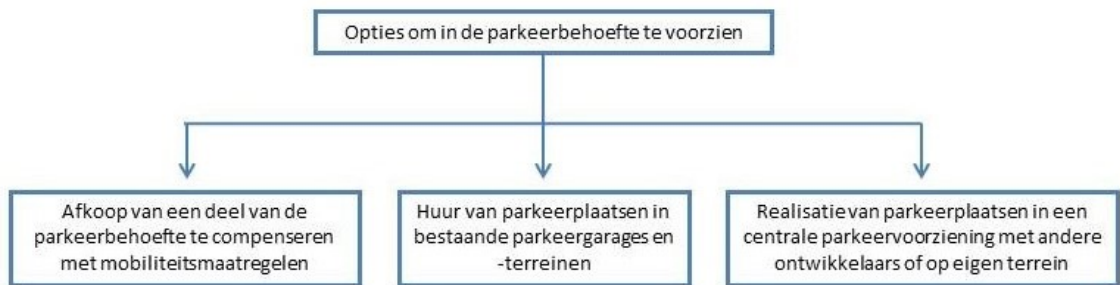 Opties om in de parkeerbehoefte te voorzien
Afkoop van een deel van de
parkeerbehoefte te compenseren
met mobiliteitsmaatregelen
Huur van parkeerplaatsen in
bestaande parkeergarages en
-terreinen
Realisatie van parkeerplaatsen in een
centrale parkeervoorziening met andere
ontwikkelaars of op eigen terrein